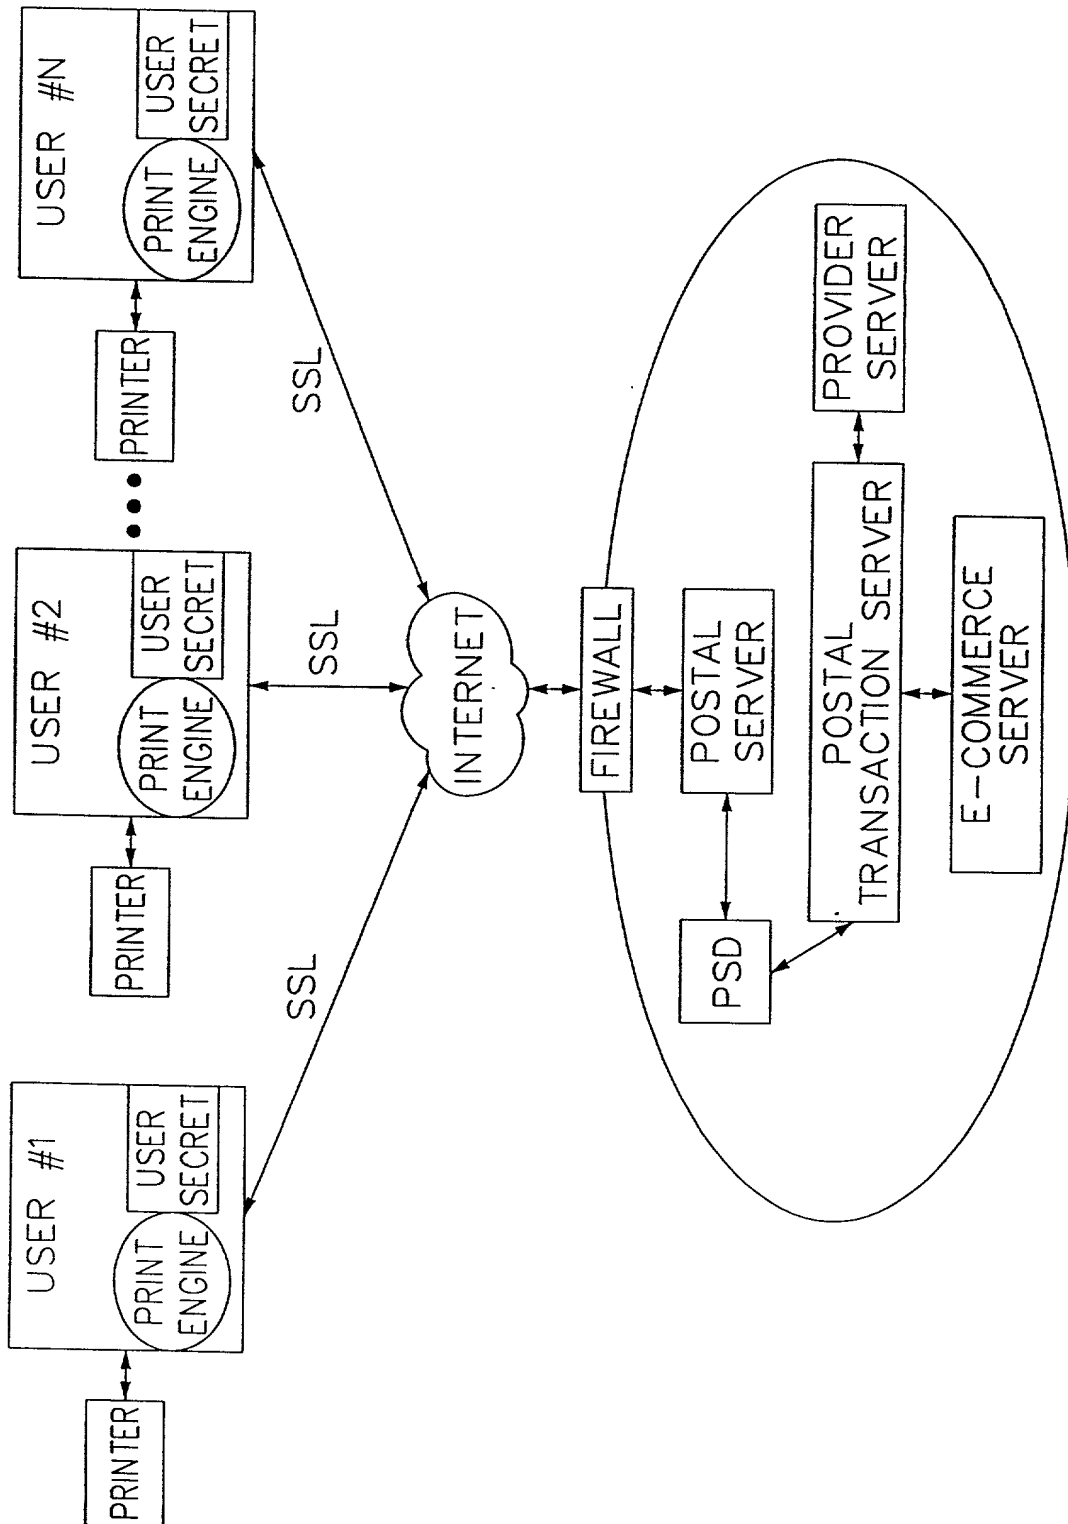 USER #1
PRINT
ENGINE
USER
SECRET
PRINTER
USER #2
PRINT
ENGINE
USER
SECRET
PRINTER
USER #N
PRINT
ENGINE
USER
SECRET
PRINTER
SSL
SSL
SSL
INTERNET
FIREWALL
PSD
POSTAL
SERVER
POSTAL
TRANSACTION SERVER
PROVIDER
SERVER
E-COMMERCE
SERVER